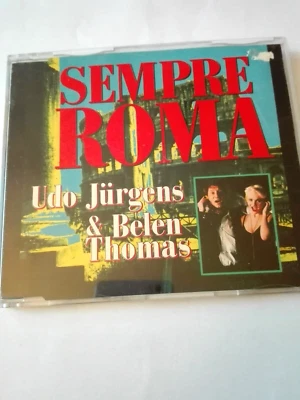 SEMPRE
ROMA
Udo Jürgens
& Belen
Thomas